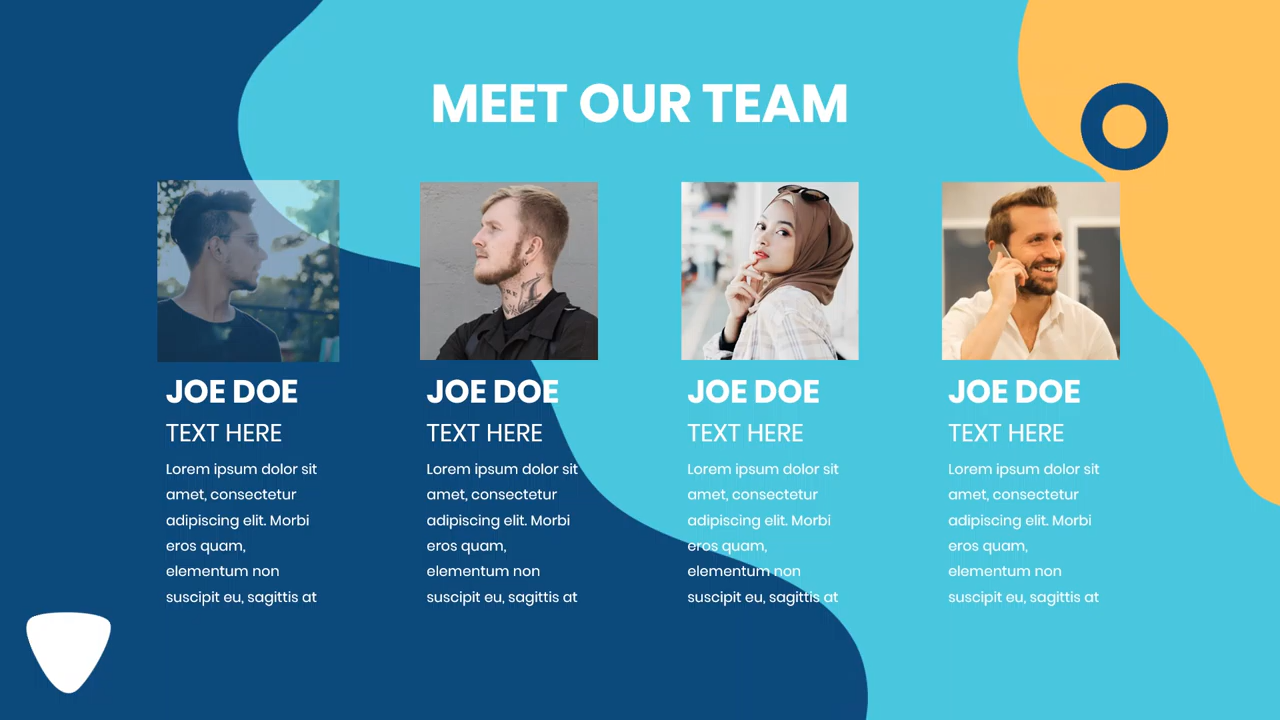 MEET OUR TEAM
JOE DOE
TEXT HERE
Lorem ipsum dolor sit
amet, consectetur
adipiscing elit. Morbi
eros quam,
elementum non
suscipit eu, sagittis at
JOE DOE
TEXT HERE
Lorem ipsum dolor sit
amet, consectetur
adipiscing elit. Morbi
eros quam,
elementum non
suscipit eu, sagittis at
JOE DOE
TEXT HERE
Lorem ipsum dolor sit
amet, consectetur
adipiscing elit. Morbi
eros quam,
elementum non
suscipit eu, sagittis at
JOE DOE
TEXT HERE
Lorem ipsum dolor sit
amet, consectetur
adipiscing elit. Morbi
eros quam,
elementum non
suscipit eu, sagittis at